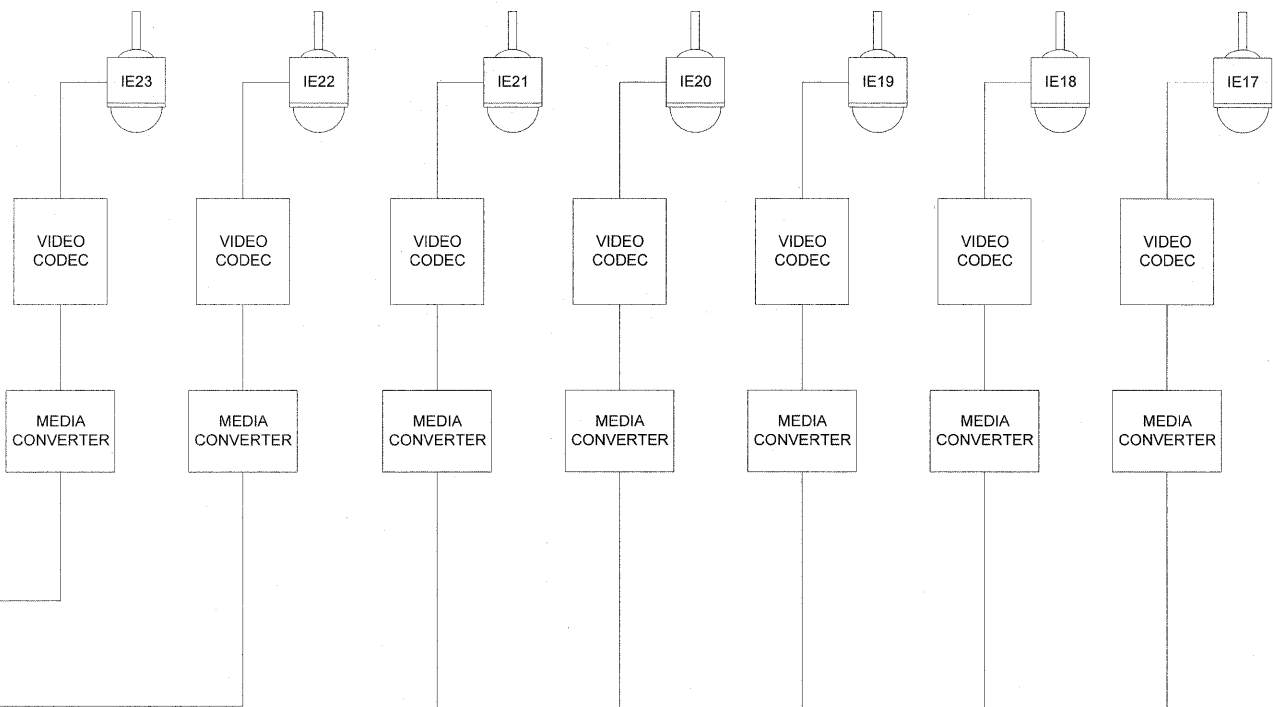 IE23
IE22
IE21
IE20
IE19
IE18
IE17
VIDEO
CODEC
VIDEO
CODEC
VIDEO
CODEC
VIDEO
CODEC
VIDEO
CODEC
VIDEO
CODEC
VIDEO
CODEC
MEDIA
CONVERTER
MEDIA
CONVERTER
MEDIA
CONVERTER
MEDIA
CONVERTER
MEDIA
CONVERTER
MEDIA
CONVERTER
MEDIA
CONVERTER